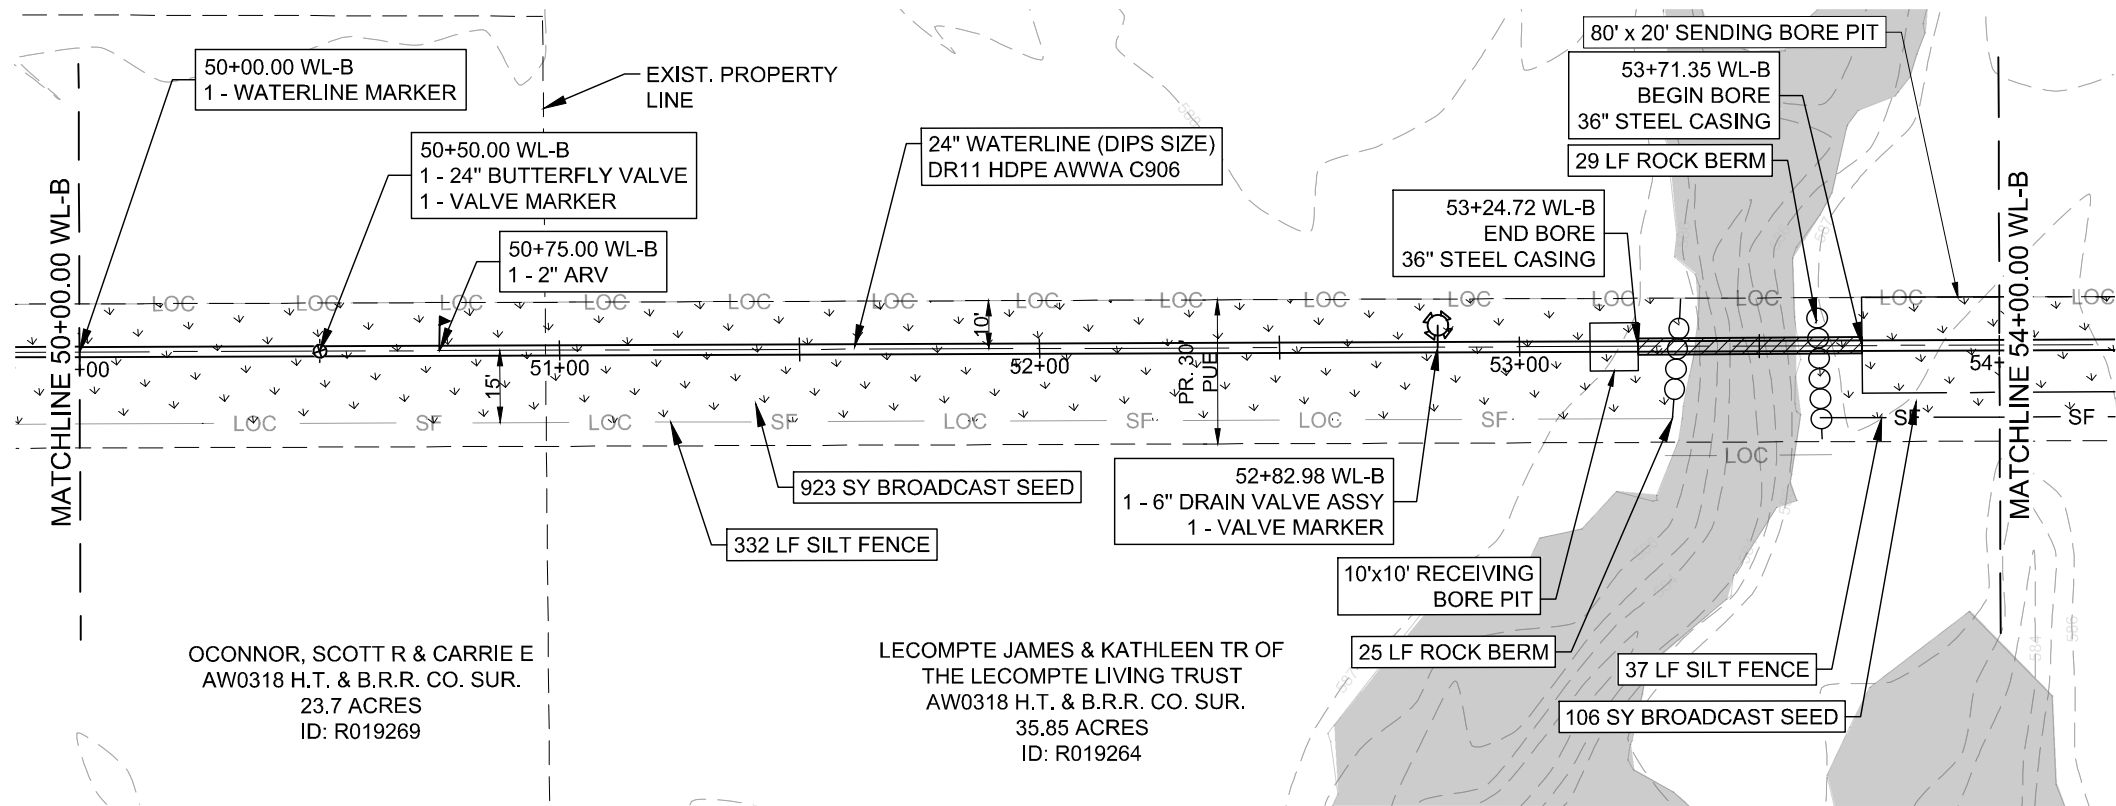 50+00.00 WL-B
1 - WATERLINE MARKER
EXIST. PROPERTY
LINE
50+50.00 WL-B
1 - 24" BUTTERFLY VALVE
1 - VALVE MARKER
50+75.00 WL-B
1 - 2" ARV
24" WATERLINE (DIPS SIZE)
DR11 HDPE AWWA C906
80' x 20' SENDING BORE PIT
53+71.35 WL-B
BEGIN BORE
36" STEEL CASING
29 LF ROCK BERM
53+24.72 WL-B
END BORE
36" STEEL CASING
MATCHLINE 50+00.00 WL-B
MATCHLINE 54+00.00 WL-B
LOC LOC LOC LOC LOC LOC LOC LOC LOC LOC LOC LOC LOC LOC
10'
15'
PR. 30'
PUE
+00
51+00
52+00
53+00
54+
LOC SF LOC SF LOC SF LOC SF SF SF
LOC
923 SY BROADCAST SEED
332 LF SILT FENCE
52+82.98 WL-B
1 - 6" DRAIN VALVE ASSY
1 - VALVE MARKER
10'x10' RECEIVING
BORE PIT
25 LF ROCK BERM
37 LF SILT FENCE
106 SY BROADCAST SEED
OCONNOR, SCOTT R & CARRIE E
AW0318 H.T. & B.R.R. CO. SUR.
23.7 ACRES
ID: R019269
LECOMPTE JAMES & KATHLEEN TR OF
THE LECOMPTE LIVING TRUST
AW0318 H.T. & B.R.R. CO. SUR.
35.85 ACRES
ID: R019264
584
586